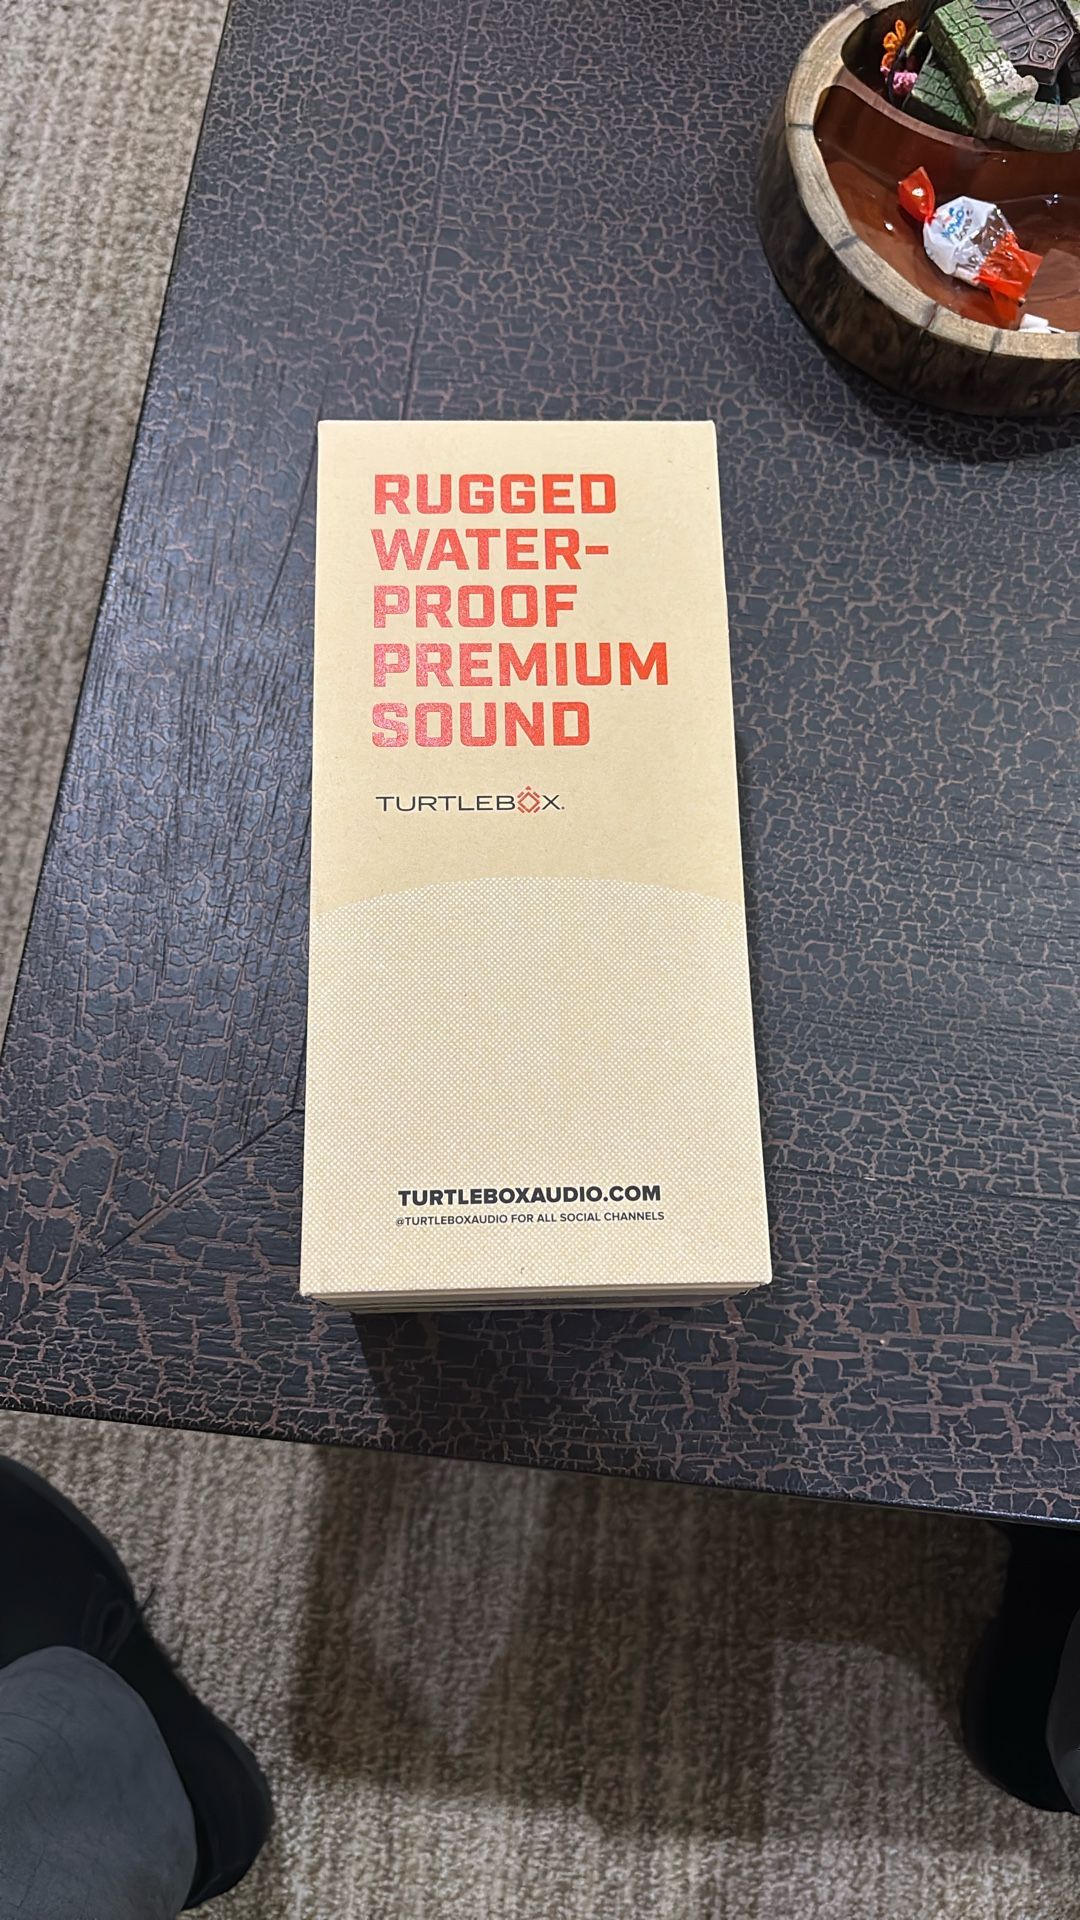 RUGGED
WATER-
PROOF
PREMIUM
SOUND
TURTLEBOX.
TURTLEBOXAUDIO.COM
@TURTLEBOXAUDIO FOR ALL SOCIAL CHANNELS